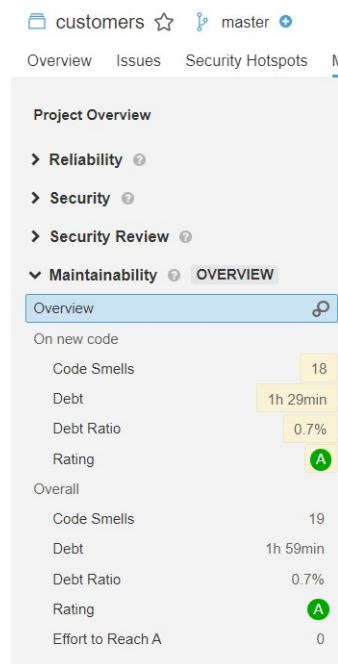 customers master
Overview Issues Security Hotspots
Project Overview
Reliability ?
Security ?
Security Review ?
Maintainability ? OVERVIEW
Overview
On new code
Code Smells 18
Debt 1h 29min
Debt Ratio 0.7%
Rating A
Overall
Code Smells 19
Debt 1h 59min
Debt Ratio 0.7%
Rating A
Effort to Reach A 0